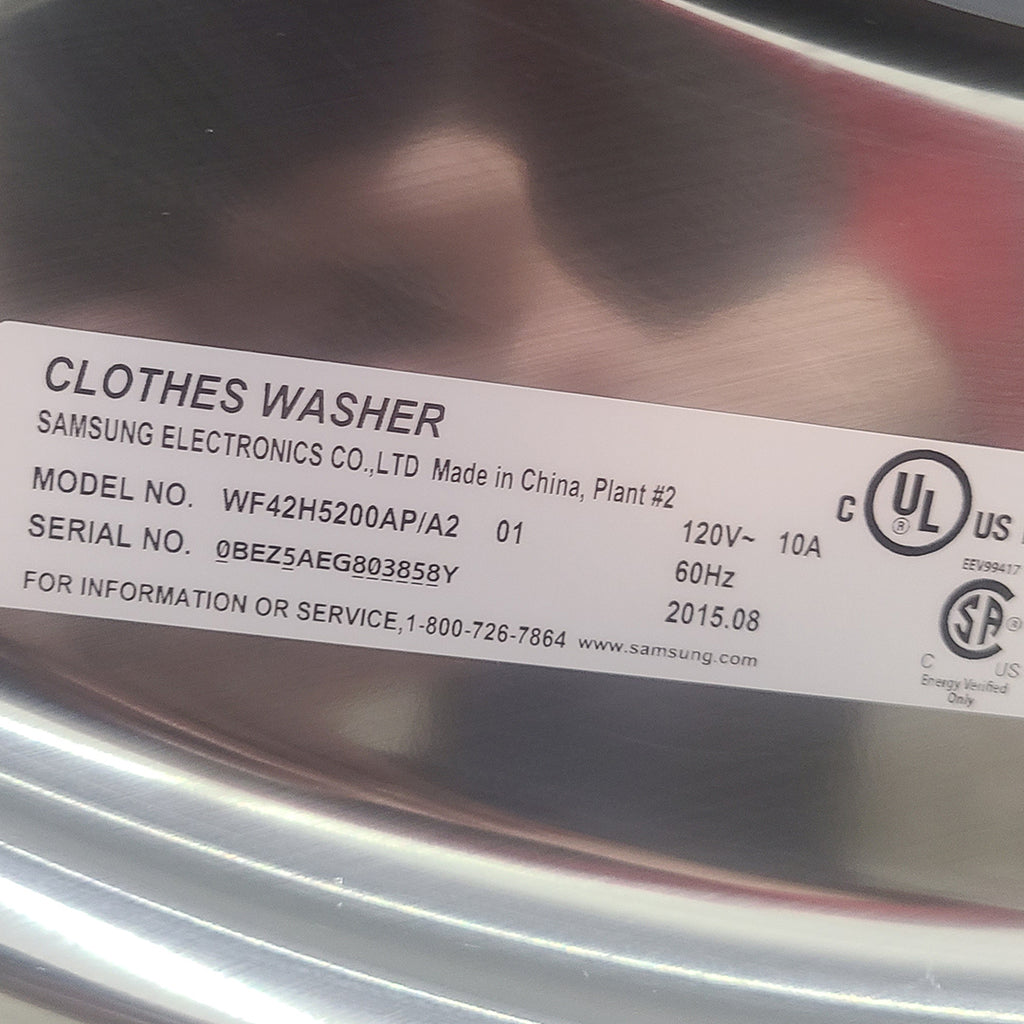 CLOTHES WASHER
SAMSUNG ELECTRONICS CO.,LTD Made in China, Plant #2
MODEL NO. WF42H5200AP/A2 01 120V~ 10A
SERIAL NO. 0BEZ5AEG803858Y 60Hz
2015.08
FOR INFORMATION OR SERVICE,1-800-726-7864 www.samsung.com
C UL ® US
EEV99417
SA ®
C US
Energy Verified
Only